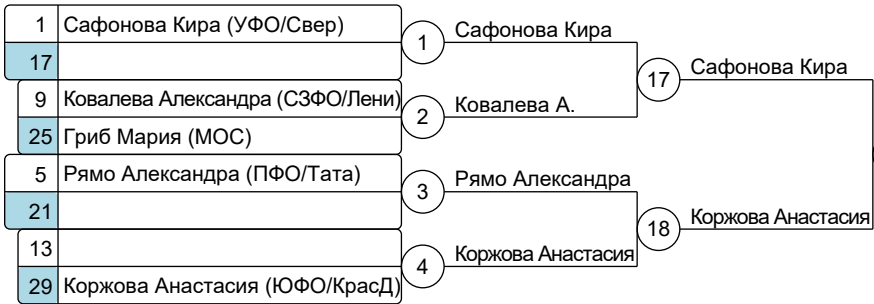 1 Сафонова Кира (УФО/Свер)
17
9 Ковалева Александра (СЗФО/Лени)
25 Гриб Мария (МОС)
5 Рямо Александра (ПФО/Тата)
21
13
29 Коржова Анастасия (ЮФО/КрасД)
1 Сафонова Кира
2 Ковалева А.
3 Рямо Александра
4 Коржова Анастасия
17 Сафонова Кира
18 Коржова Анастасия